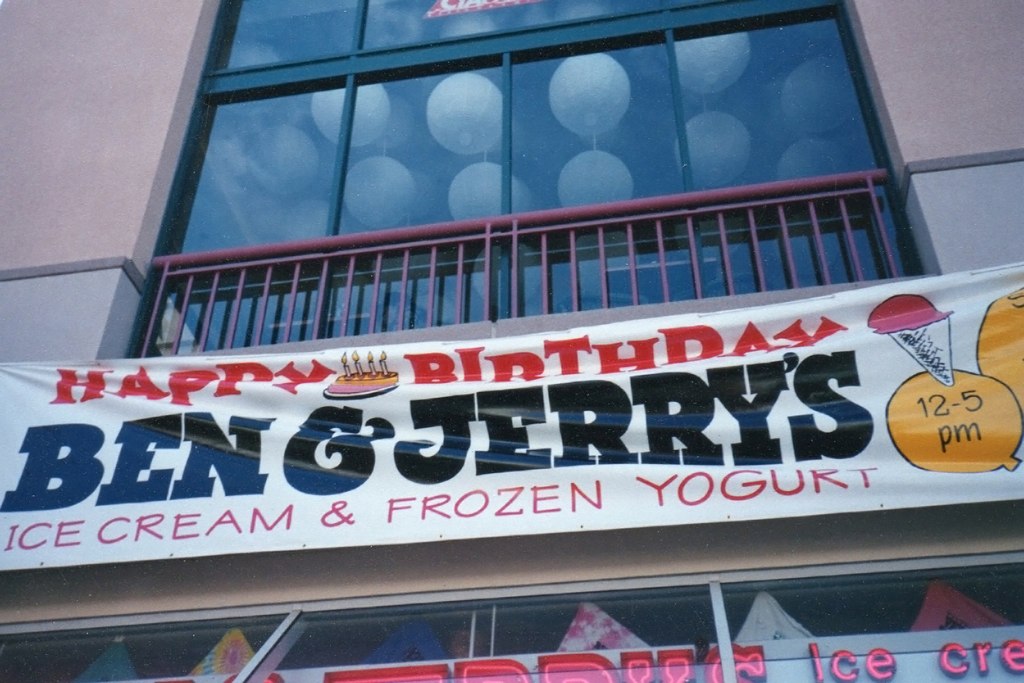 HAPPY BIRTHDAY
BEN & JERRY'S
ICE CREAM & FROZEN YOGURT
12-5
pm
Ice cre